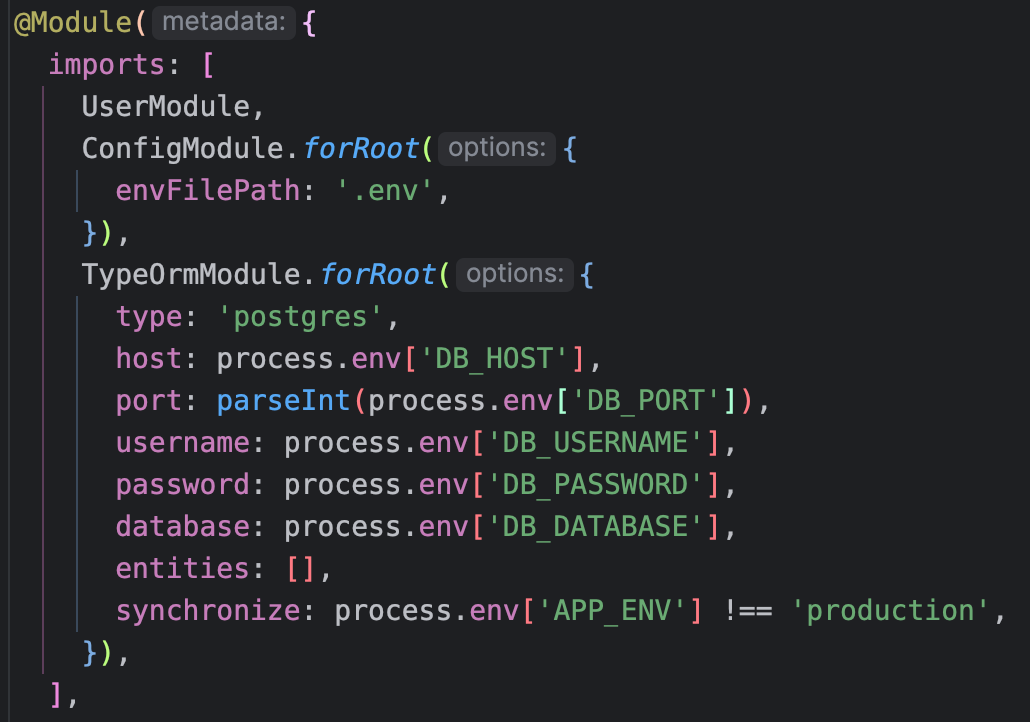 @Module( metadata: {
imports: [
UserModule,
ConfigModule.forRoot( options: {
envFilePath: '.env',
}),
TypeOrmModule.forRoot( options: {
type: 'postgres',
host: process.env['DB_HOST'],
port: parseInt(process.env['DB_PORT']),
username: process.env['DB_USERNAME'],
password: process.env['DB_PASSWORD'],
database: process.env['DB_DATABASE'],
entities: [],
synchronize: process.env['APP_ENV'] !== 'production',
}),
],